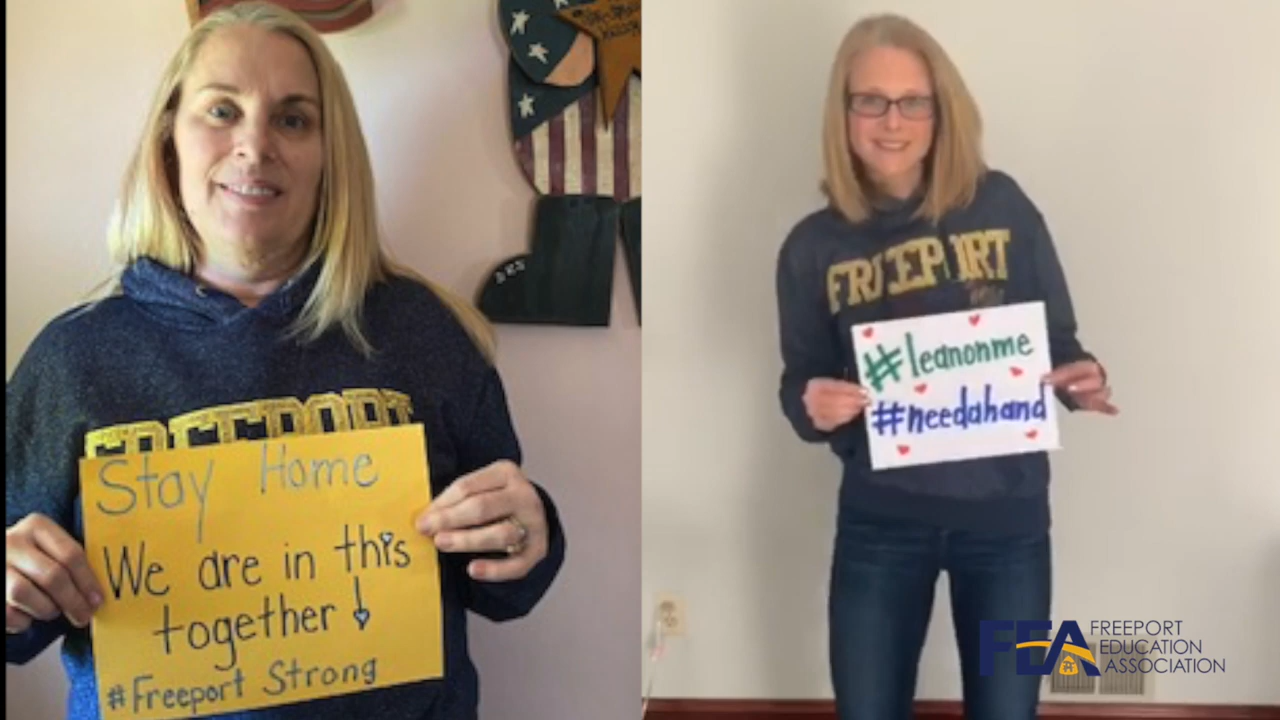 FREEPORT
Stay Home
We are in this
together!
#Freeport Strong
FREEPORT
#leanonme
#needahand
FEA FREEPORT
EDUCATION
ASSOCIATION